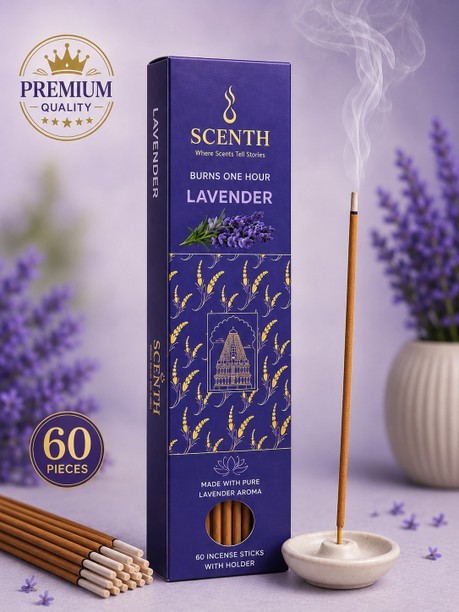 PREMIUM
QUALITY
LAVENDER
SCENTH
SCENTH
Where Scents Tell Stories
BURNS ONE HOUR
LAVENDER
MADE WITH PURE
LAVENDER AROMA
60 INCENSE STICKS
WITH HOLDER
60
PIECES